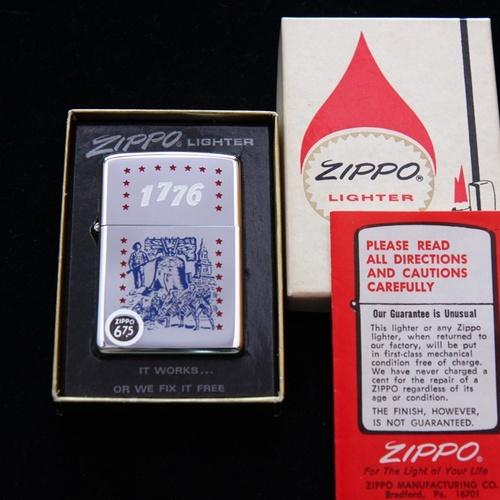 ZIPPO® LIGHTER
1776
ZIPPO
675
IT WORKS...
OR WE FIX IT FREE
ZIPPO®
LIGHTER
PLEASE READ
ALL DIRECTIONS
AND CAUTIONS
CAREFULLY
Our Guarantee is Unusual
This lighter or any Zippo
lighter, when returned to
our factory, will be put
in first-class mechanical
condition free of charge.
We have never charged a
cent for the repair of a
ZIPPO regardless of its
age or condition.
THE FINISH, HOWEVER,
IS NOT GUARANTEED.
ZIPPO®
For The Light of Your Life
ZIPPO MANUFACTURING CO.
Bradford, Pa. 16701